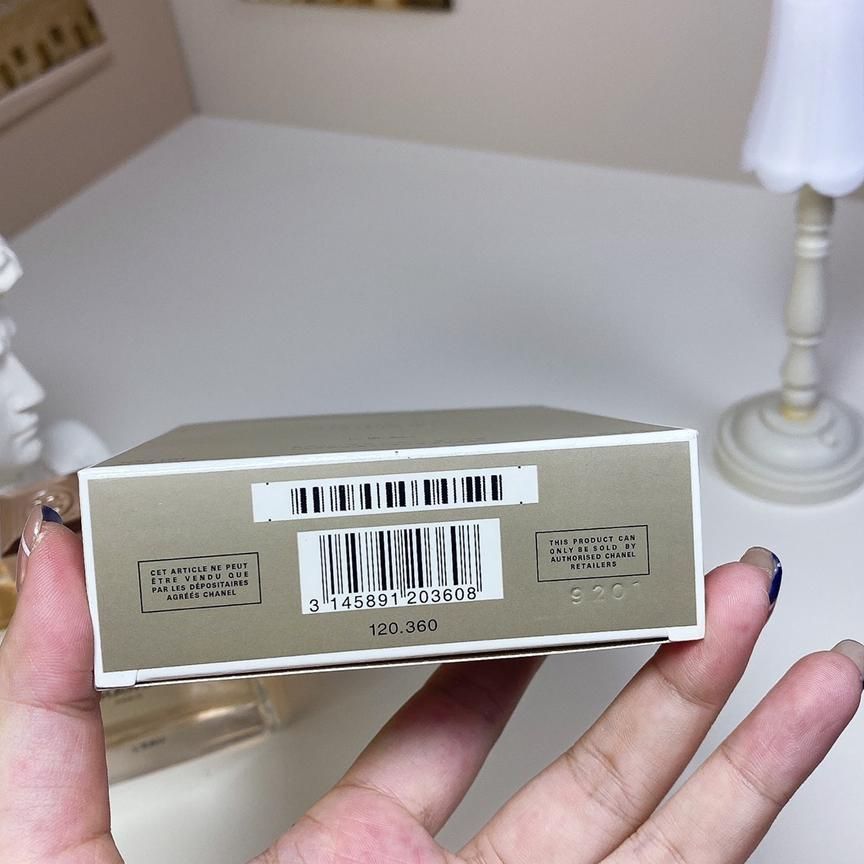 CET ARTICLE NE PEUT
ÊTRE VENDU QUE
PAR LES DÉPOSITAIRES
AGRÉÉS CHANEL
3 145891 203608
120.360
THIS PRODUCT CAN
ONLY BE SOLD BY
AUTHORISED CHANEL
RETAILERS
9201